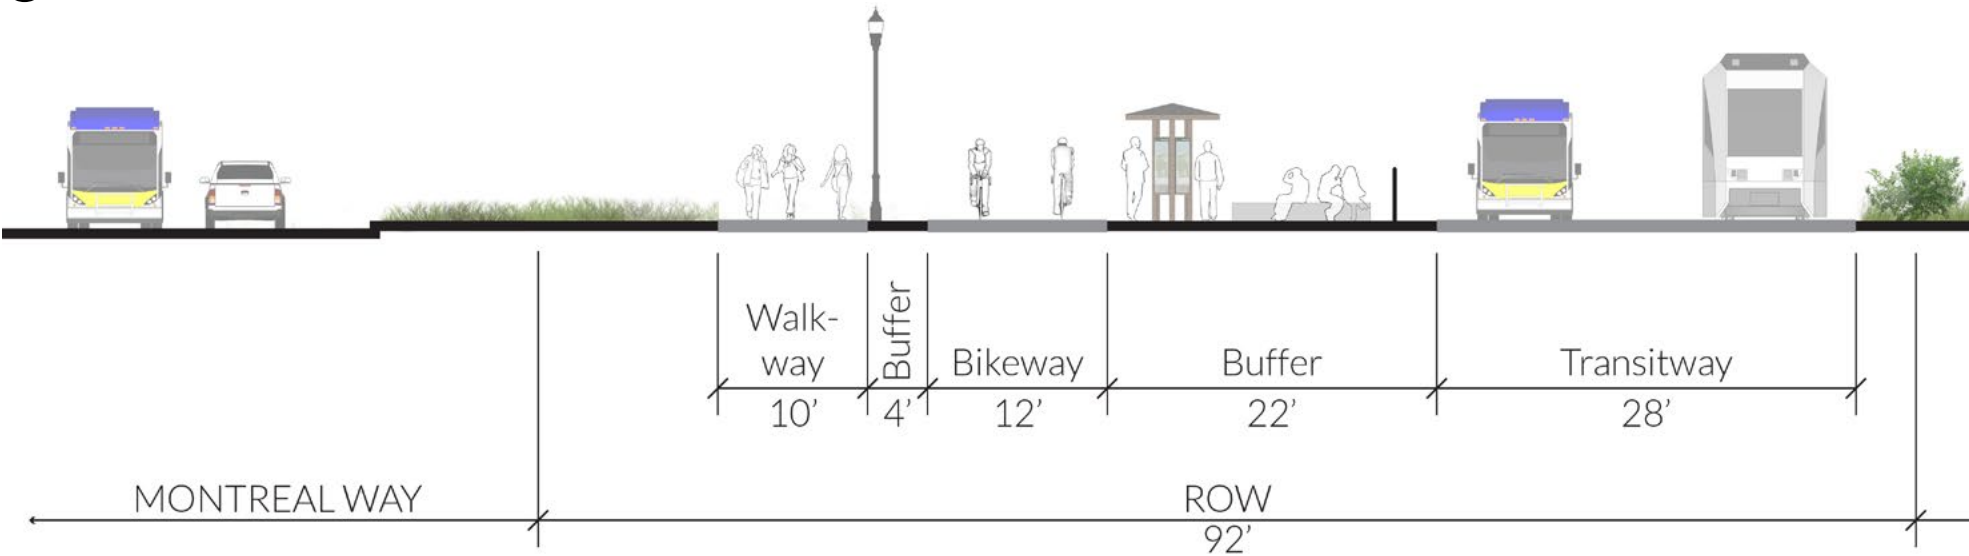 Walk-
way
10’
Buffer
4’
Bikeway
12’
Buffer
22’
Transitway
28’
MONTREAL WAY
ROW
92’